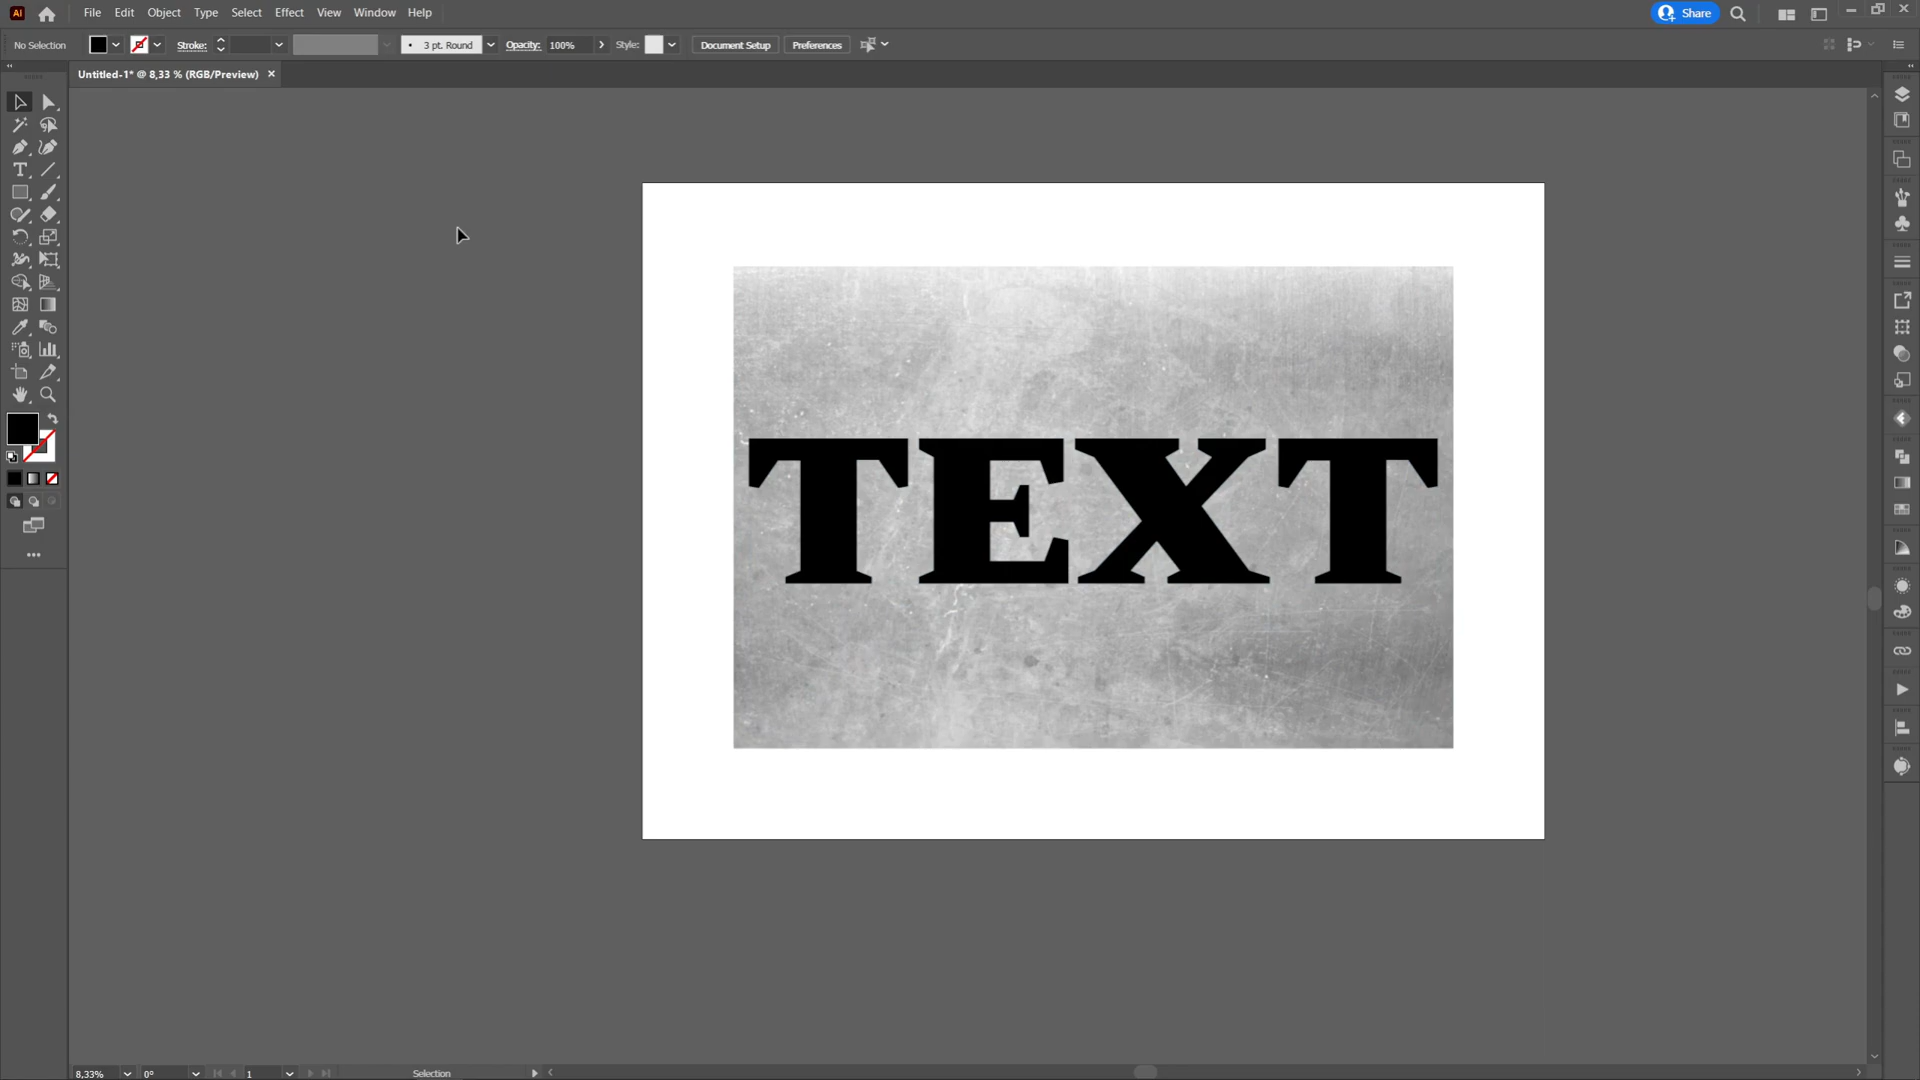 Ai File Edit Object Type Select Effect View Window Help Share
No Selection Stroke: 3 pt. Round Opacity: 100% Style: Document Setup Preferences
Untitled-1* @ 8,33 % (RGB/Preview)
TEXT
8,33% 0° 1 Selection